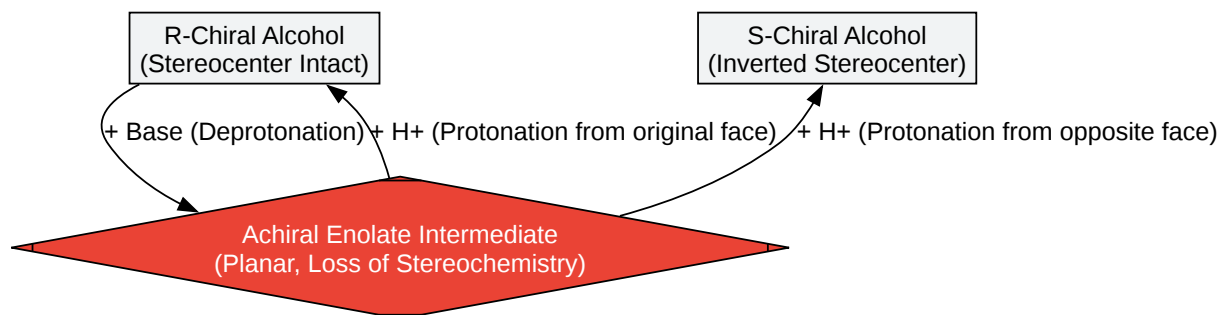 R-Chiral Alcohol
(Stereocenter Intact)
S-Chiral Alcohol
(Inverted Stereocenter)
+ Base (Deprotonation)
+ H+ (Protonation from original face)
+ H+ (Protonation from opposite face)
Achiral Enolate Intermediate
(Planar, Loss of Stereochemistry)